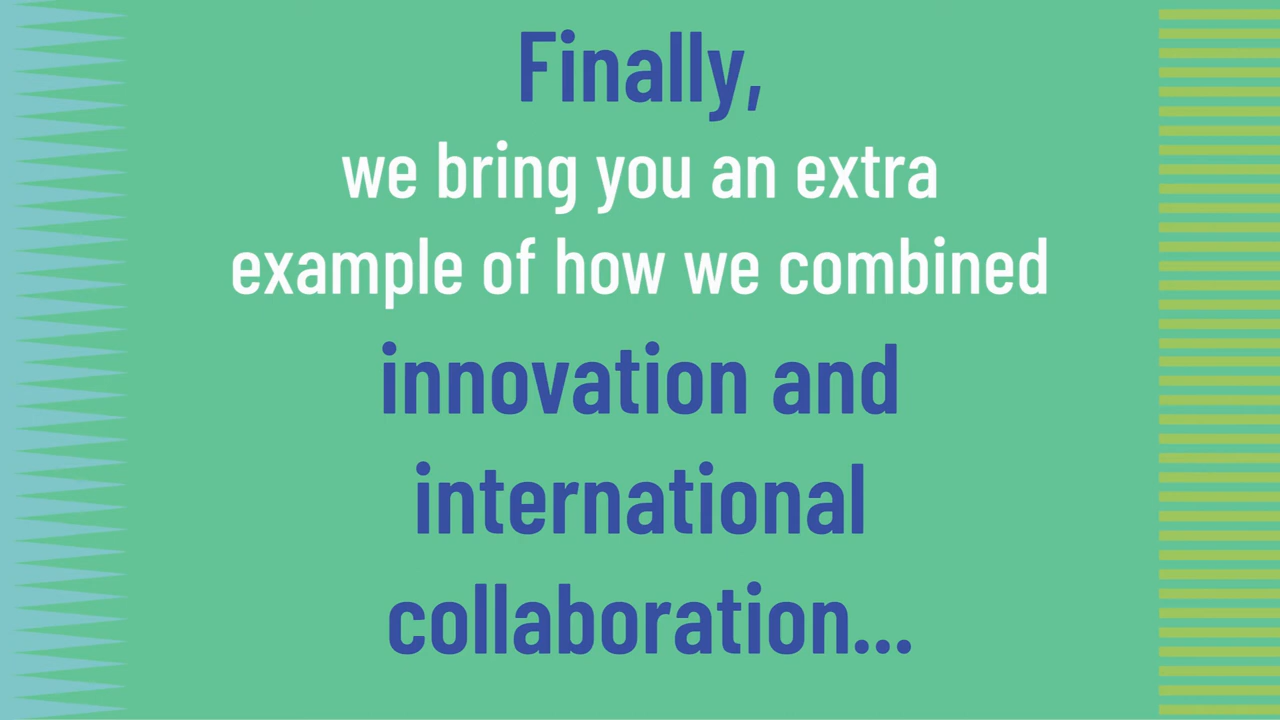 Finally,
we bring you an extra
example of how we combined
innovation and
international
collaboration...